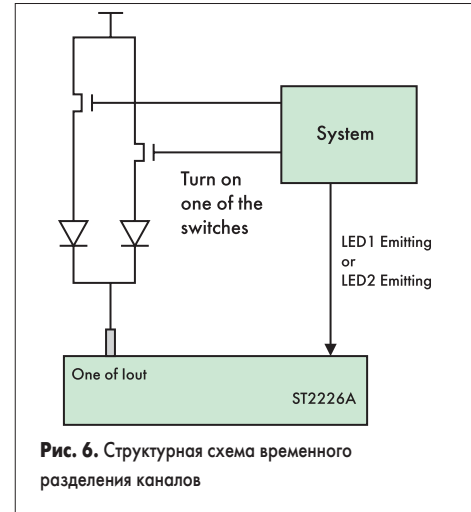 System
Turn on
one of the
switches
LED1 Emitting
or
LED2 Emitting
One of Iout
ST2226A
Рис. 6. Структурная схема временного
разделения каналов